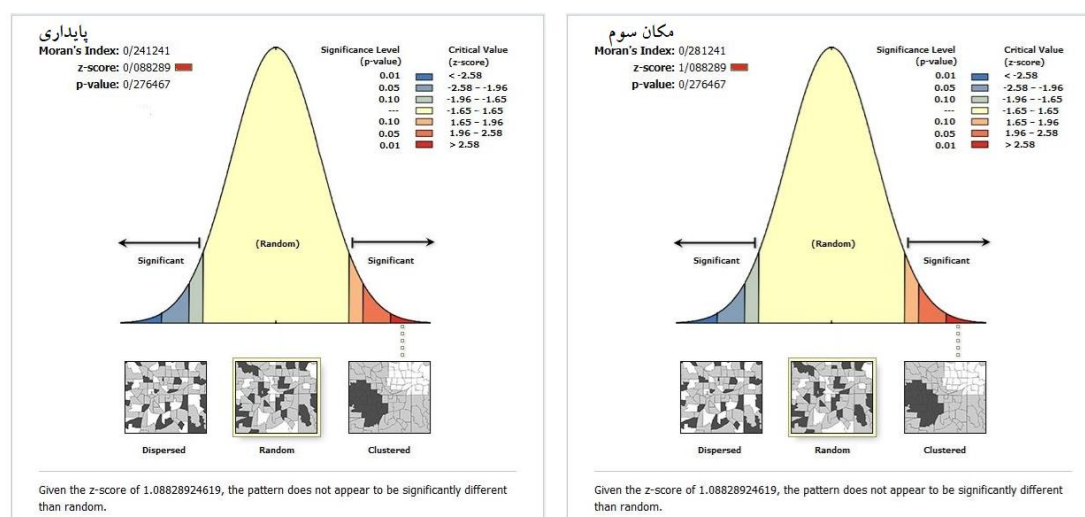 پایداری
Moran's Index: 0/241241
z-score: 0/088289
p-value: 0/276467
Significance Level
(p-value)
Critical Value
(z-score)
0.01 < -2.58
0.05 -2.58 – -1.96
0.10 -1.96 – -1.65
--- -1.65 – 1.65
0.10 1.65 – 1.96
0.05 1.96 – 2.58
0.01 > 2.58
(Random)
Significant
Significant
Dispersed
Random
Clustered
Given the z-score of 1.08828924619, the pattern does not appear to be significantly different
than random.
مکان سوم
Moran's Index: 0/281241
z-score: 1/088289
p-value: 0/276467
Significance Level
(p-value)
Critical Value
(z-score)
0.01 < -2.58
0.05 -2.58 – -1.96
0.10 -1.96 – -1.65
--- -1.65 – 1.65
0.10 1.65 – 1.96
0.05 1.96 – 2.58
0.01 > 2.58
(Random)
Significant
Significant
Dispersed
Random
Clustered
Given the z-score of 1.08828924619, the pattern does not appear to be significantly different
than random.